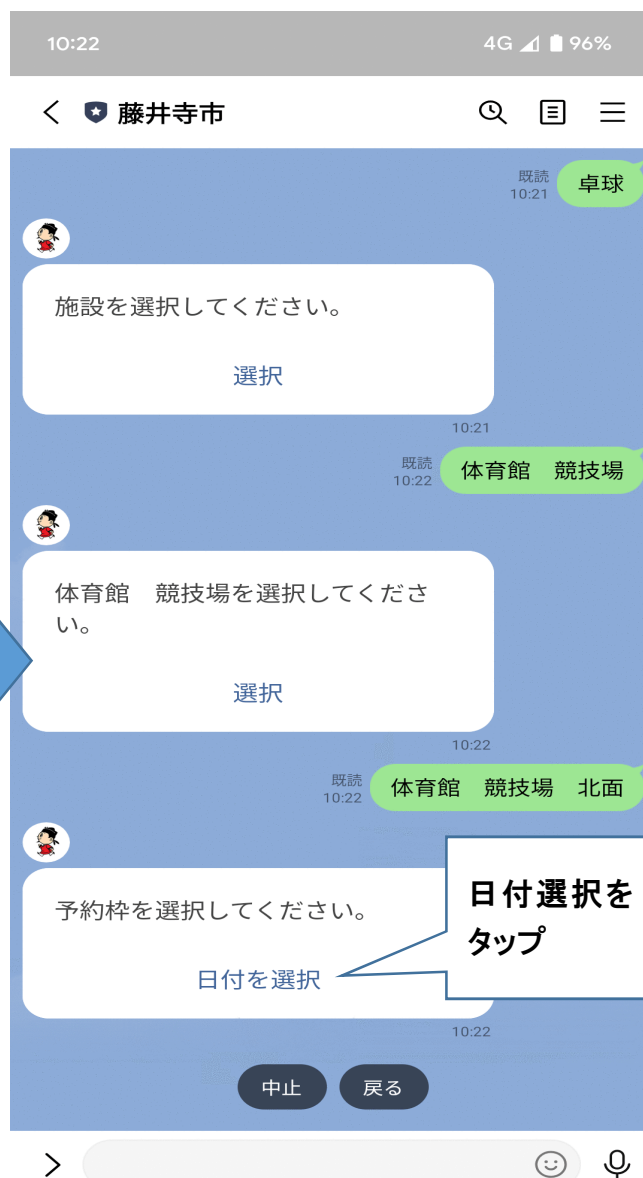 10:22 4G 96%
藤井寺市
既読
10:21
卓球
施設を選択してください。
選択
10:21
既読
10:22
体育館　競技場
体育館　競技場を選択してくださ
い。
選択
10:22
既読
10:22
体育館　競技場　北面
予約枠を選択してください。
日付を選択
10:22
日付選択を
タップ
中止 戻る